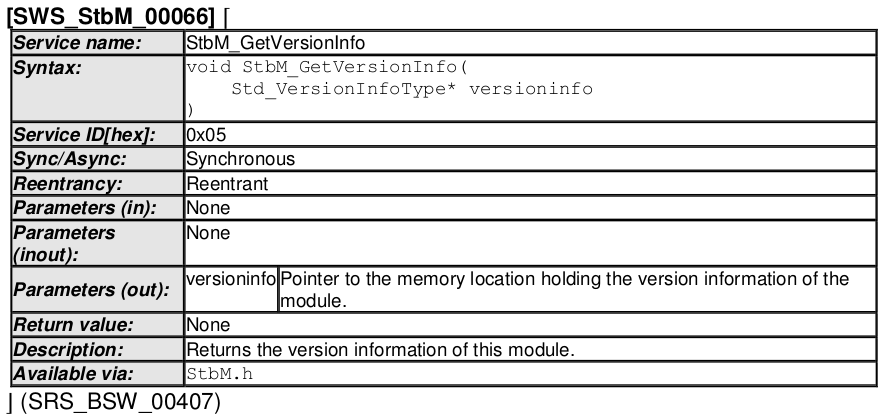 [SWS_StbM_00066] ⌈
Service name: StbM_GetVersionInfo
Syntax: void StbM_GetVersionInfo(
Std_VersionInfoType* versioninfo
)
Service ID[hex]: 0x05
Sync/Async: Synchronous
Reentrancy: Reentrant
Parameters (in): None
Parameters None
(inout):
Parameters (out): versioninfo Pointer to the memory location holding the version information of the
module.
Return value: None
Description: Returns the version information of this module.
Available via: StbM.h
⌋ (SRS_BSW_00407)